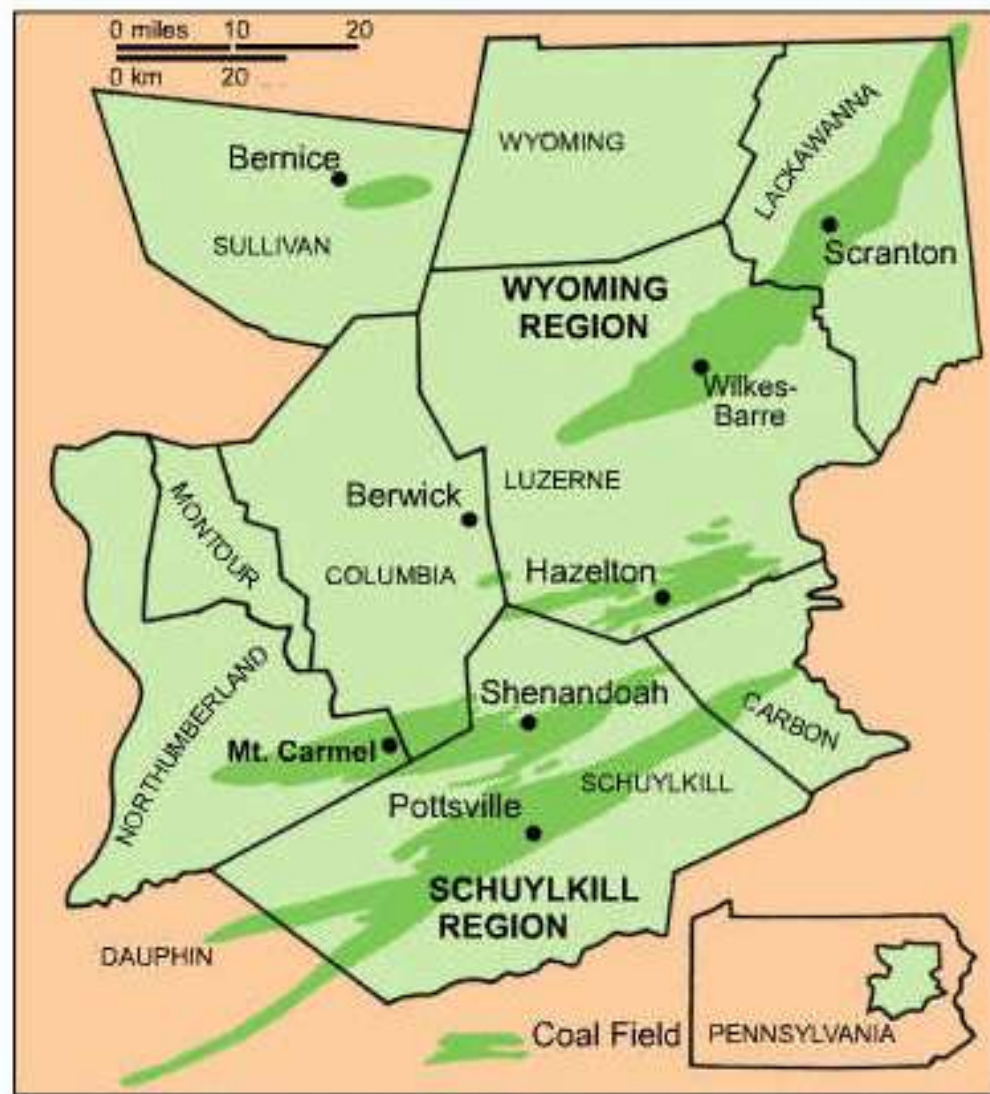 0 miles 10 20
0 km 20
Bernice
SULLIVAN
WYOMING
LACKAWANNA
Scranton
WYOMING
REGION
Wilkes-
Barre
LUZERNE
Berwick
MONTOUR
COLUMBIA
Hazelton
NORTHUMBERLAND
Shenandoah
CARBON
Mt. Carmel
SCHUYLKILL
Pottsville
SCHUYLKILL
REGION
DAUPHIN
Coal Field
PENNSYLVANIA